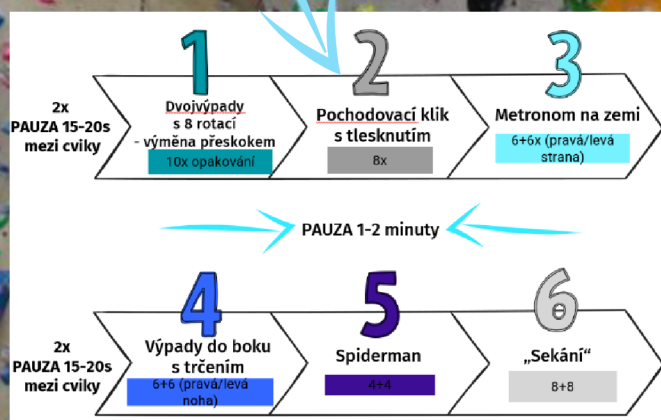 1
2
3
2x
PAUZA 15-20s
mezi cviky
Dvojvýpady
s 8 rotací
- výměna přeskokem
10x opakování
Pochodovací klik
s tlesknutím
8x
Metronom na zemi
6+6x (pravá/levá
strana)
PAUZA 1-2 minuty
4
5
6
2x
PAUZA 15-20s
mezi cviky
Výpady do boku
s trčením
6+6 (pravá/levá
noha)
Spiderman
4+4
„Sekání“
8+8